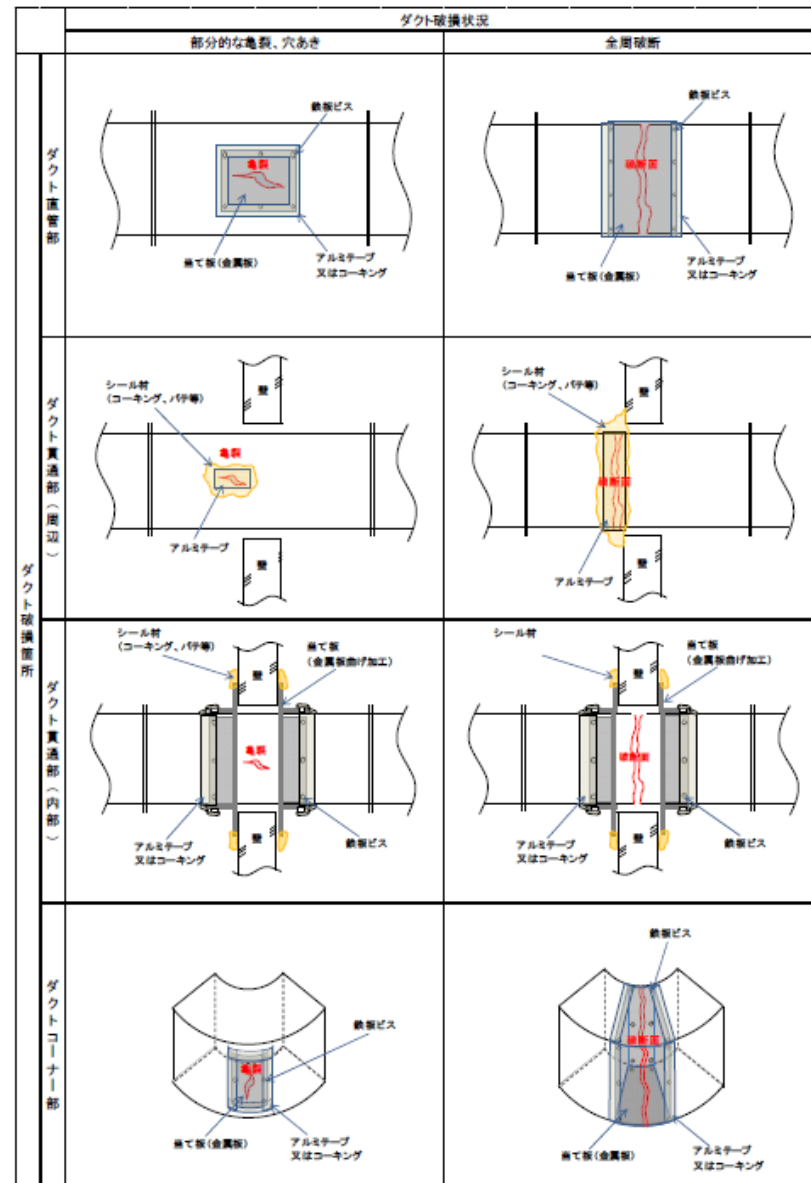 ダクト破損状況
部分的な亀裂、穴あき
全周破断
ダクト破損箇所
ダクト直管部
鉄板ビス
亀裂
当て板(金属板)
アルミテープ
又はコーキング
鉄板ビス
破断面
当て板(金属板)
アルミテープ
又はコーキング
ダクト貫通部(周辺)
シール材
(コーキング、パテ等)
壁
亀裂
アルミテープ
壁
シール材
(コーキング、パテ等)
壁
破断面
アルミテープ
壁
ダクト貫通部(内部)
シール材
(コーキング、パテ等)
当て板
(金属板曲げ加工)
壁
亀裂
アルミテープ
又はコーキング
壁
鉄板ビス
シール材
(コーキング、パテ等)
当て板
(金属板曲げ加工)
壁
破断面
アルミテープ
又はコーキング
壁
鉄板ビス
ダクトコーナー部
鉄板ビス
亀裂
当て板(金属板)
アルミテープ
又はコーキング
鉄板ビス
破断面
当て板(金属板)
アルミテープ
又はコーキング